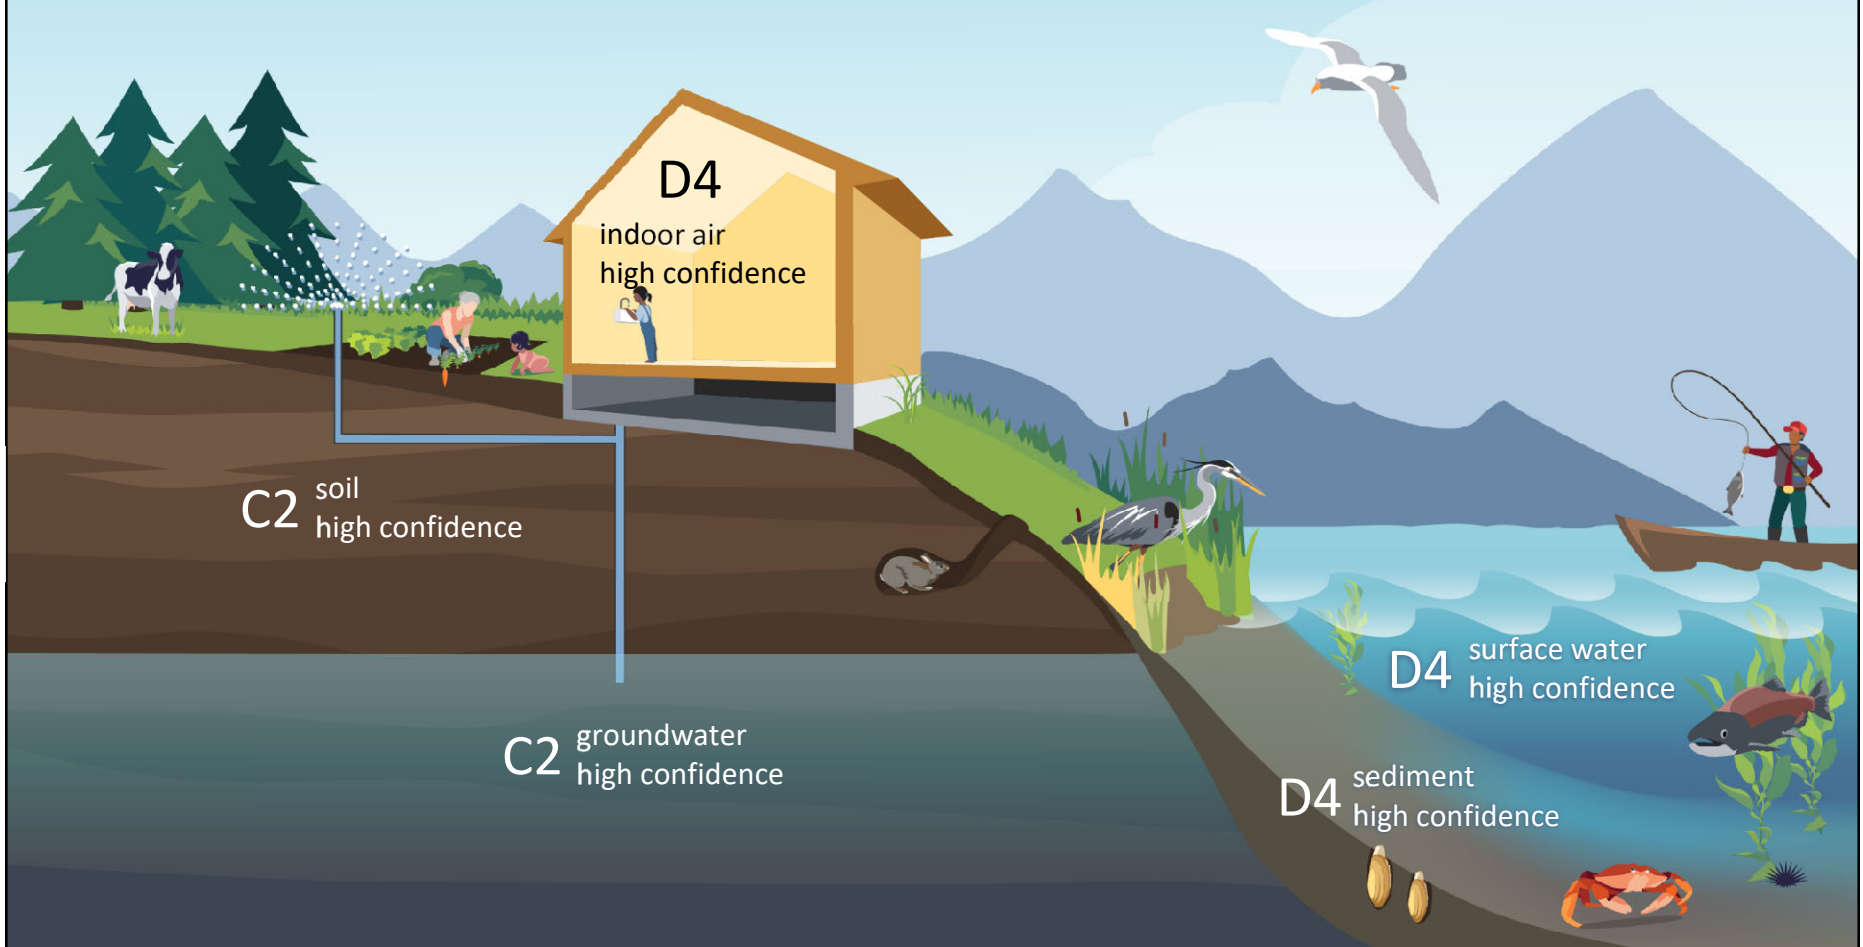 D4
indoor air
high confidence
C2
soil
high confidence
D4
surface water
high confidence
C2
groundwater
high confidence
D4
sediment
high confidence